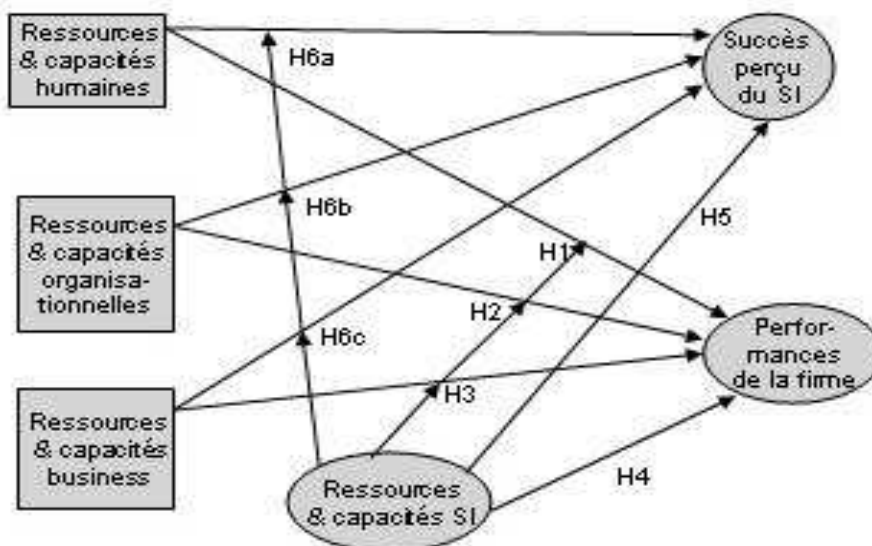 Ressources
& capacités
humaines
Succès
perçu
du SI
H6a
Ressources
& capacités
organisa-
tionnelles
H6b
H5
H1
H2
H6c
Perfor-
mances
de la firme
Ressources
& capacités
business
H3
Ressources
& capacités SI
H4